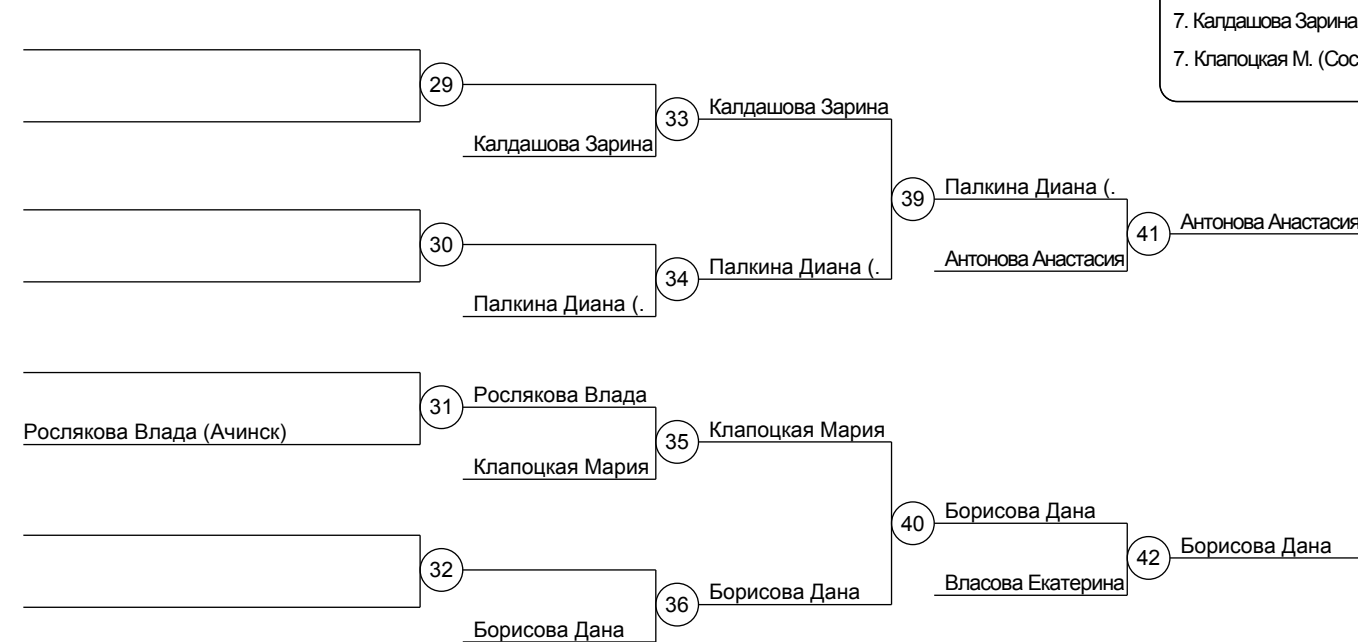 7. Калдашова Зарина
7. Клапоцкая М. (Сос
29
33
Калдашова Зарина
Калдашова Зарина
39
Палкина Диана (.
41
Антонова Анастасия
Антонова Анастасия
30
34
Палкина Диана (.
Палкина Диана (.
31
Рослякова Влада
Рослякова Влада (Ачинск)
35
Клапоцкая Мария
Клапоцкая Мария
40
Борисова Дана
42
Борисова Дана
Власова Екатерина
32
36
Борисова Дана
Борисова Дана